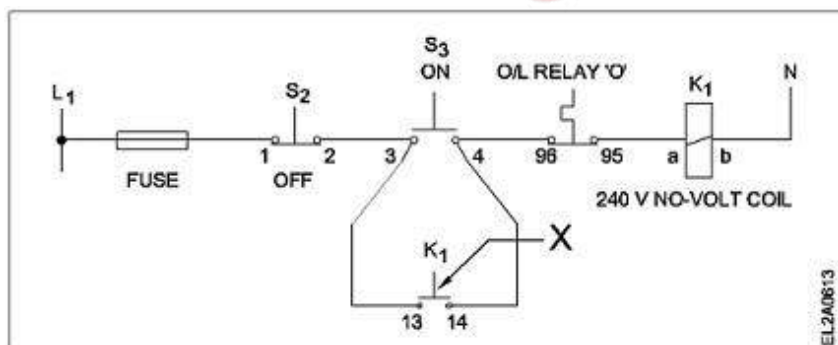 S3
ON
O/L RELAY 'O'
N
L1
S2
K1
1 2 3 4 96 95 a b
FUSE
OFF
240 V NO-VOLT COIL
K1
X
13 14
EL2A0613